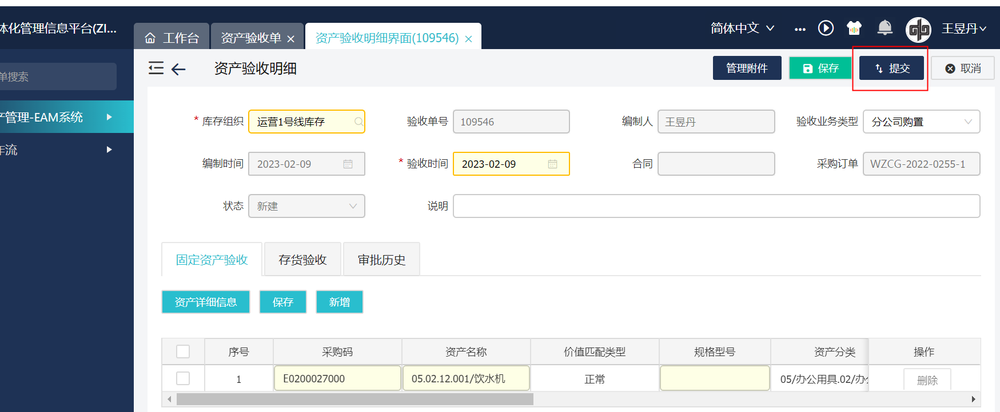 体化管理信息平台(ZI...
工作台 资产验收单 资产验收明细界面(109546)
简体中文 王昱丹
单搜索
产管理-EAM系统
作流
资产验收明细
管理附件 保存 提交 取消
* 库存组织 运营1号线库存 验收单号 109546 编制人 王昱丹 验收业务类型 分公司购置
编制时间 2023-02-09 * 验收时间 2023-02-09 合同 采购订单 WZCG-2022-0255-1
状态 新建 说明
固定资产验收 存货验收 审批历史
资产详细信息 保存 新增
序号 采购码 资产名称 价值匹配类型 规格型号 资产分类 操作
1 E0200027000 05.02.12.001/饮水机 正常 05/办公用具.02/办公 删除